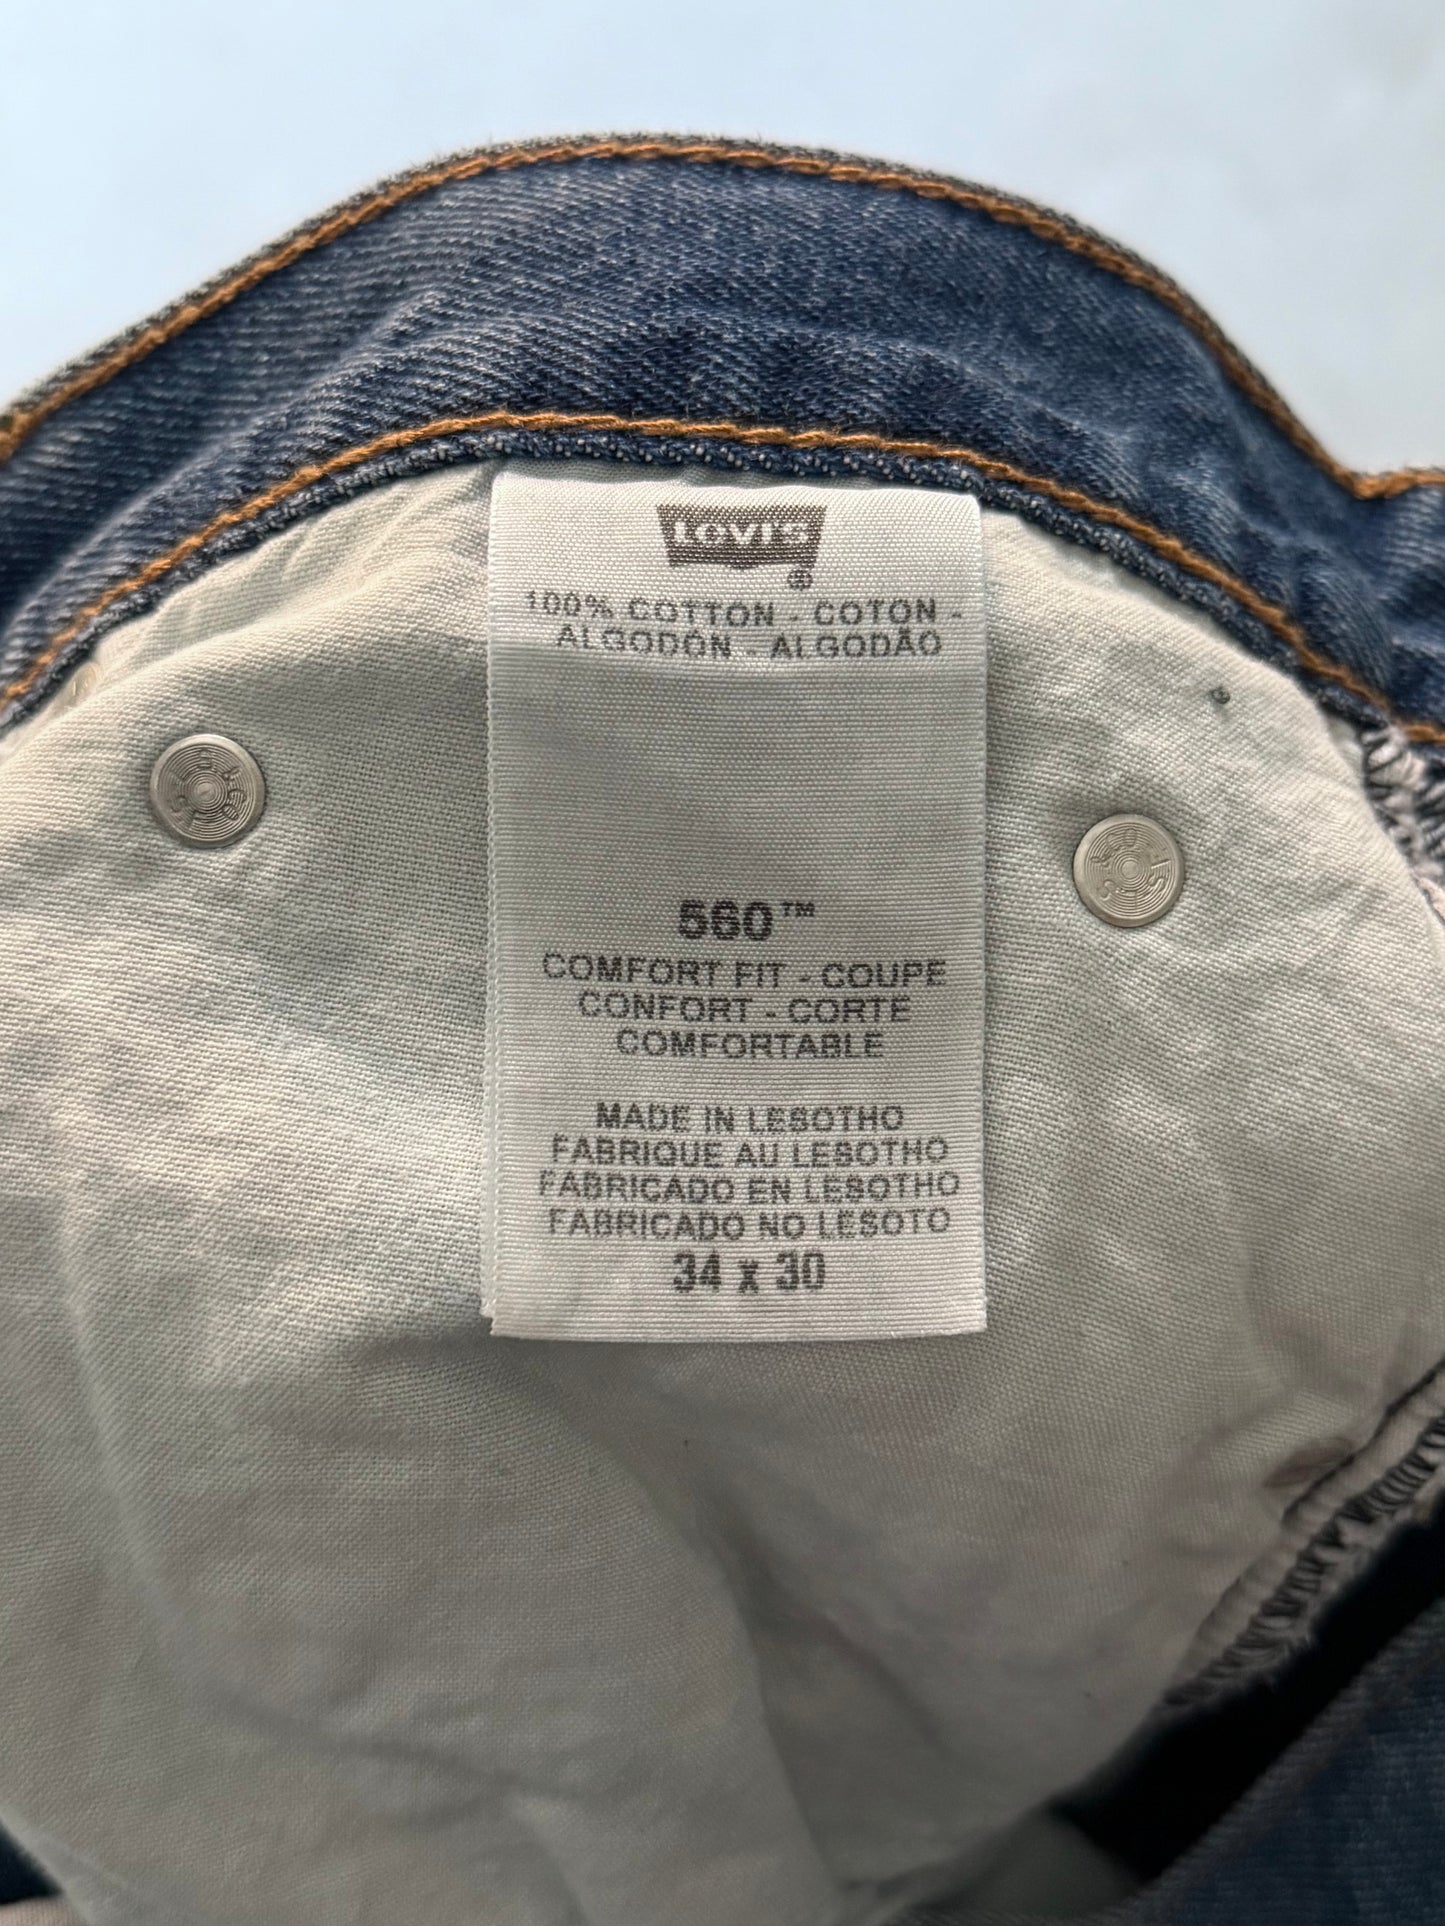 LEVI'S
®
100% COTTON - COTON -
ALGODÓN - ALGODÃO
560™
COMFORT FIT - COUPE
CONFORT - CORTE
COMFORTABLE
MADE IN LESOTHO
FABRIQUE AU LESOTHO
FABRICADO EN LESOTHO
FABRICADO NO LESOTO
34 x 30